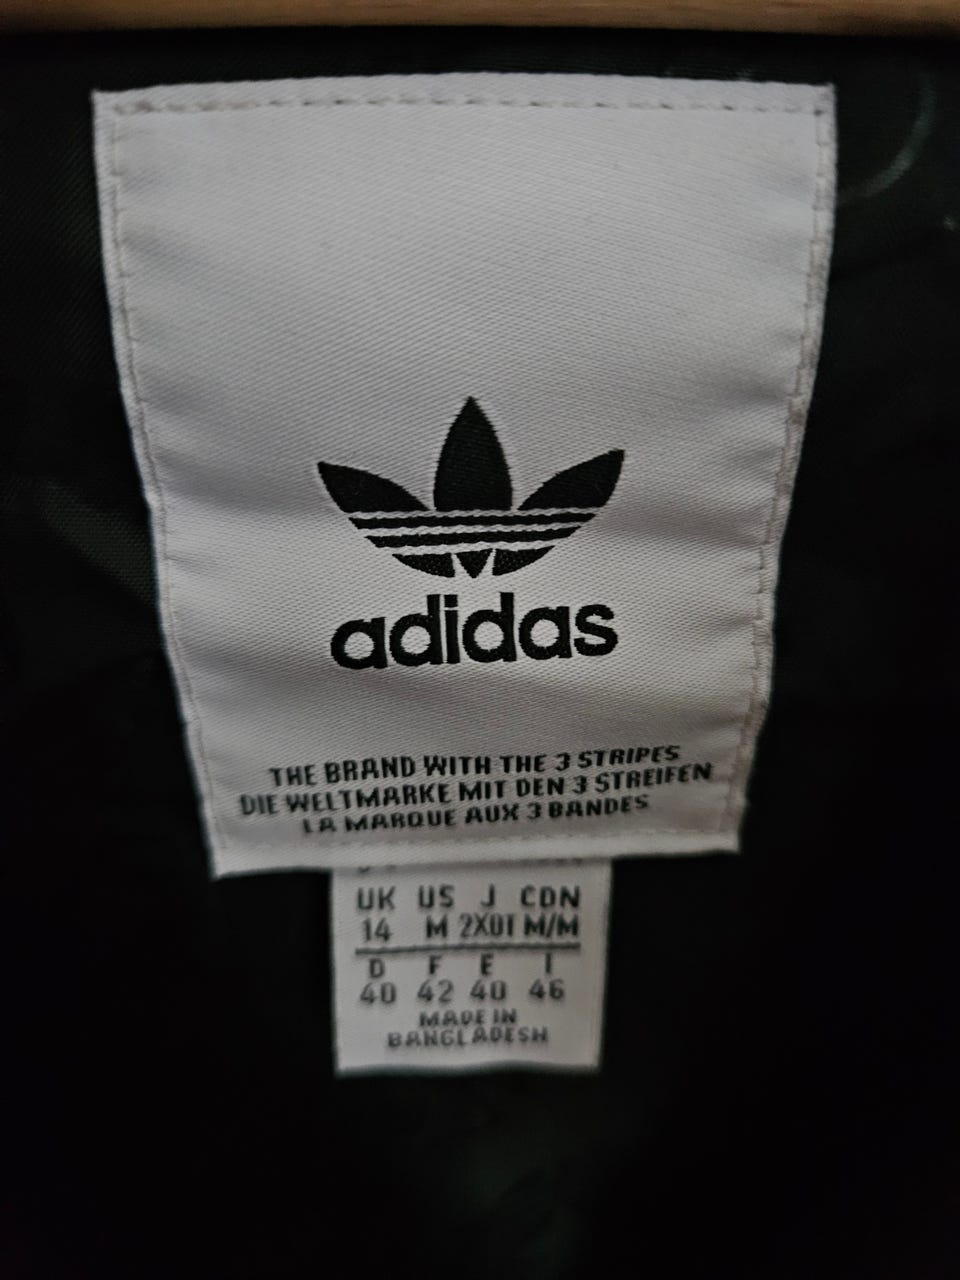 adidas
THE BRAND WITH THE 3 STRIPES
DIE WELTMARKE MIT DEN 3 STREIFEN
LA MARQUE AUX 3 BANDES
UK US J CDN
14 M 2XOT M/M
D F E I
40 42 40 46
MADE IN
BANGLADESH